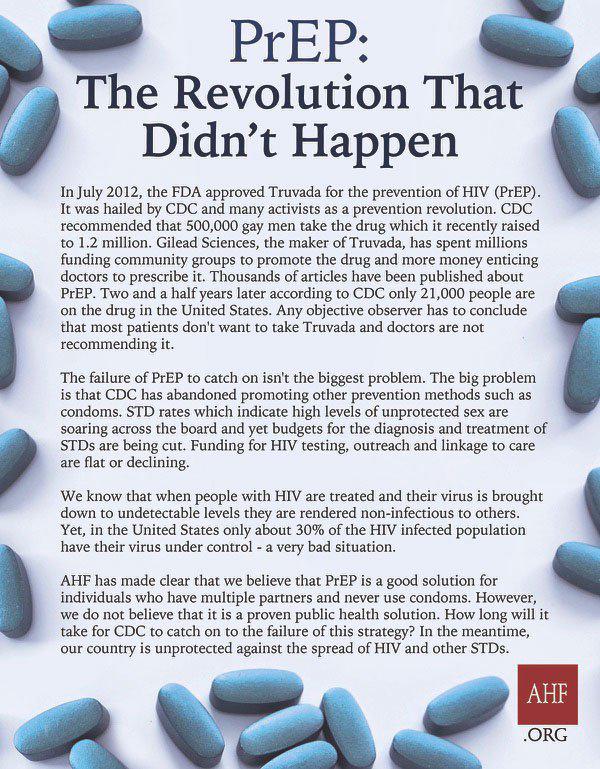 PrEP:
The Revolution That
Didn't Happen
In July 2012, the FDA approved Truvada for the prevention of HIV (PrEP).
It was hailed by CDC and many activists as a prevention revolution. CDC
recommended that 500,000 gay men take the drug which it recently raised
to 1.2 million. Gilead Sciences, the maker of Truvada, has spent millions
funding community groups to promote the drug and more money enticing
doctors to prescribe it. Thousands of articles have been published about
PrEP. Two and a half years later according to CDC only 21,000 people are
on the drug in the United States. Any objective observer has to conclude
that most patients don't want to take Truvada and doctors are not
recommending it.
The failure of PrEP to catch on isn't the biggest problem. The big problem
is that CDC has abandoned promoting other prevention methods such as
condoms. STD rates which indicate high levels of unprotected sex are
soaring across the board and yet budgets for the diagnosis and treatment of
STDs are being cut. Funding for HIV testing, outreach and linkage to care
are flat or declining.
We know that when people with HIV are treated and their virus is brought
down to undetectable levels they are rendered non-infectious to others.
Yet, in the United States only about 30% of the HIV infected population
have their virus under control - a very bad situation.
AHF has made clear that we believe that PrEP is a good solution for
individuals who have multiple partners and never use condoms. However,
we do not believe that it is a proven public health solution. How long will it
take for CDC to catch on to the failure of this strategy? In the meantime,
our country is unprotected against the spread of HIV and other STDs.
AHF
.ORG